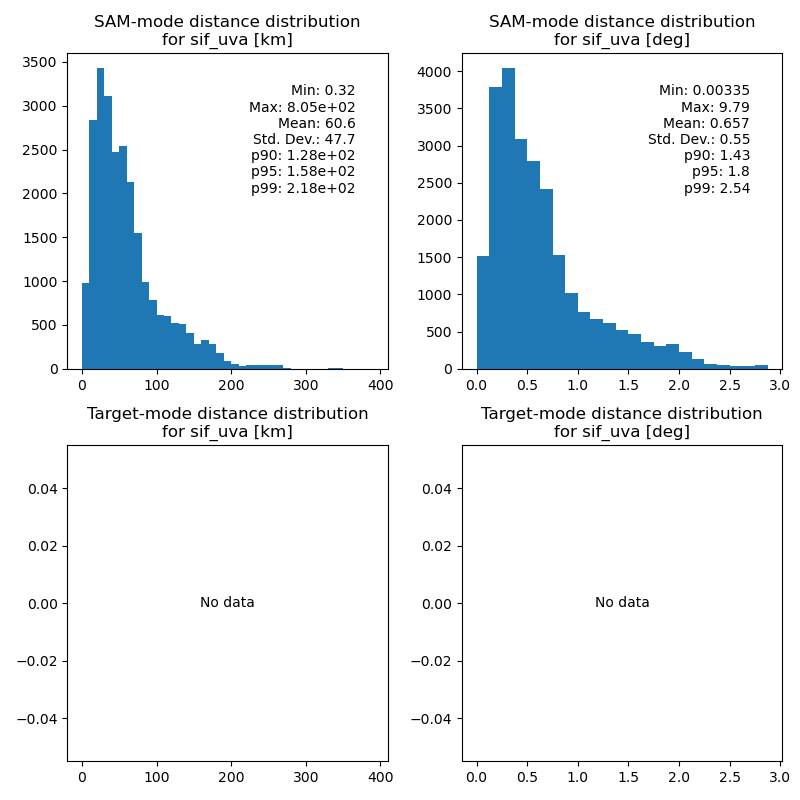 SAM-mode distance distribution
for sif_uva [km]
3500
3000
2500
2000
1500
1000
500
0
0
100
200
300
400
Min: 0.32
Max: 8.05e+02
Mean: 60.6
Std. Dev.: 47.7
p90: 1.28e+02
p95: 1.58e+02
p99: 2.18e+02
SAM-mode distance distribution
for sif_uva [deg]
4000
3500
3000
2500
2000
1500
1000
500
0
0.0
0.5
1.0
1.5
2.0
2.5
3.0
Min: 0.00335
Max: 9.79
Mean: 0.657
Std. Dev.: 0.55
p90: 1.43
p95: 1.8
p99: 2.54
Target-mode distance distribution
for sif_uva [km]
0.04
0.02
0.00
−0.02
−0.04
No data
0
100
200
300
400
Target-mode distance distribution
for sif_uva [deg]
0.04
0.02
0.00
−0.02
−0.04
No data
0.0
0.5
1.0
1.5
2.0
2.5
3.0